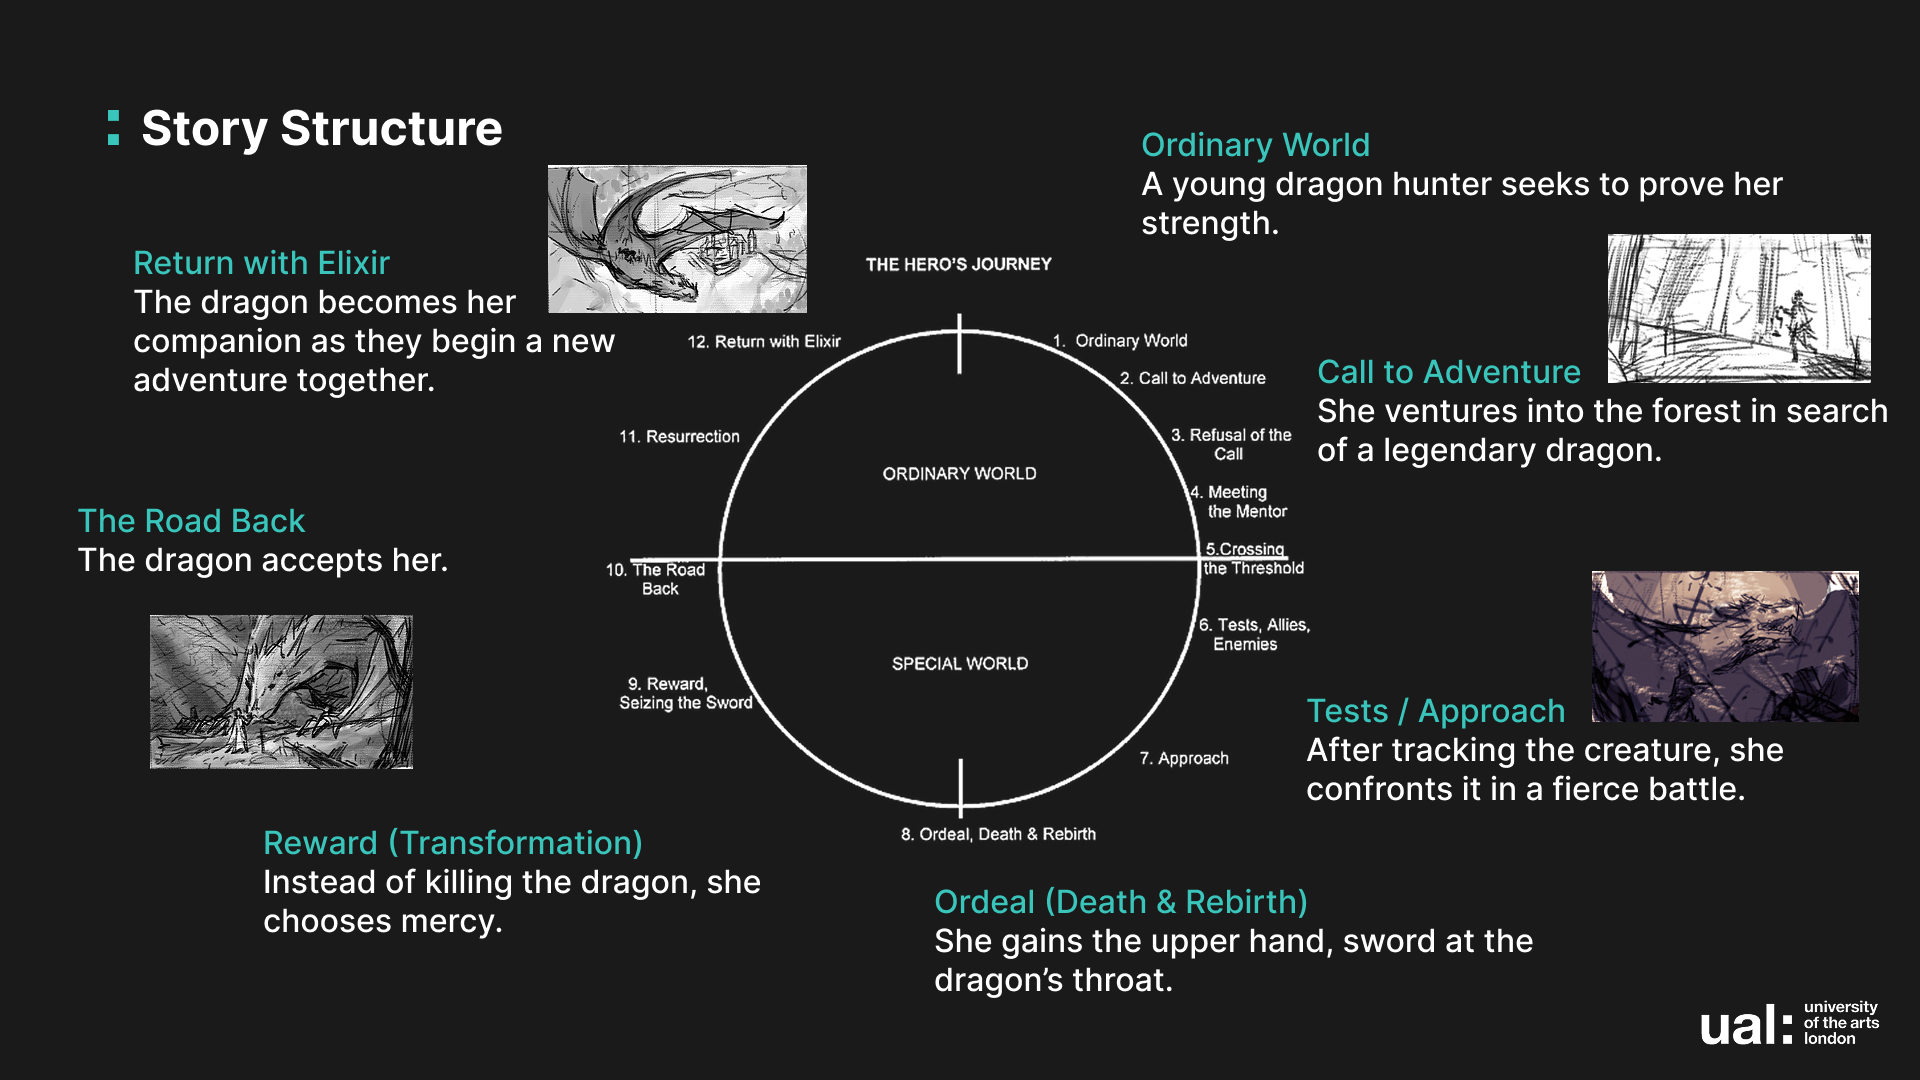 : Story Structure
Ordinary World
A young dragon hunter seeks to prove her
strength.
Return with Elixir
The dragon becomes her
companion as they begin a new
adventure together.
THE HERO'S JOURNEY
12. Return with Elixir
1. Ordinary World
2. Call to Adventure
Call to Adventure
She ventures into the forest in search
of a legendary dragon.
11. Resurrection
3. Refusal of the
Call
ORDINARY WORLD
4. Meeting
the Mentor
The Road Back
The dragon accepts her.
5.Crossing
the Threshold
10. The Road
Back
6. Tests, Allies,
Enemies
SPECIAL WORLD
9. Reward,
Seizing the Sword
Tests / Approach
After tracking the creature, she
confronts it in a fierce battle.
7. Approach
8. Ordeal, Death & Rebirth
Reward (Transformation)
Instead of killing the dragon, she
chooses mercy.
Ordeal (Death & Rebirth)
She gains the upper hand, sword at the
dragon’s throat.
ual:
university
of the arts
london